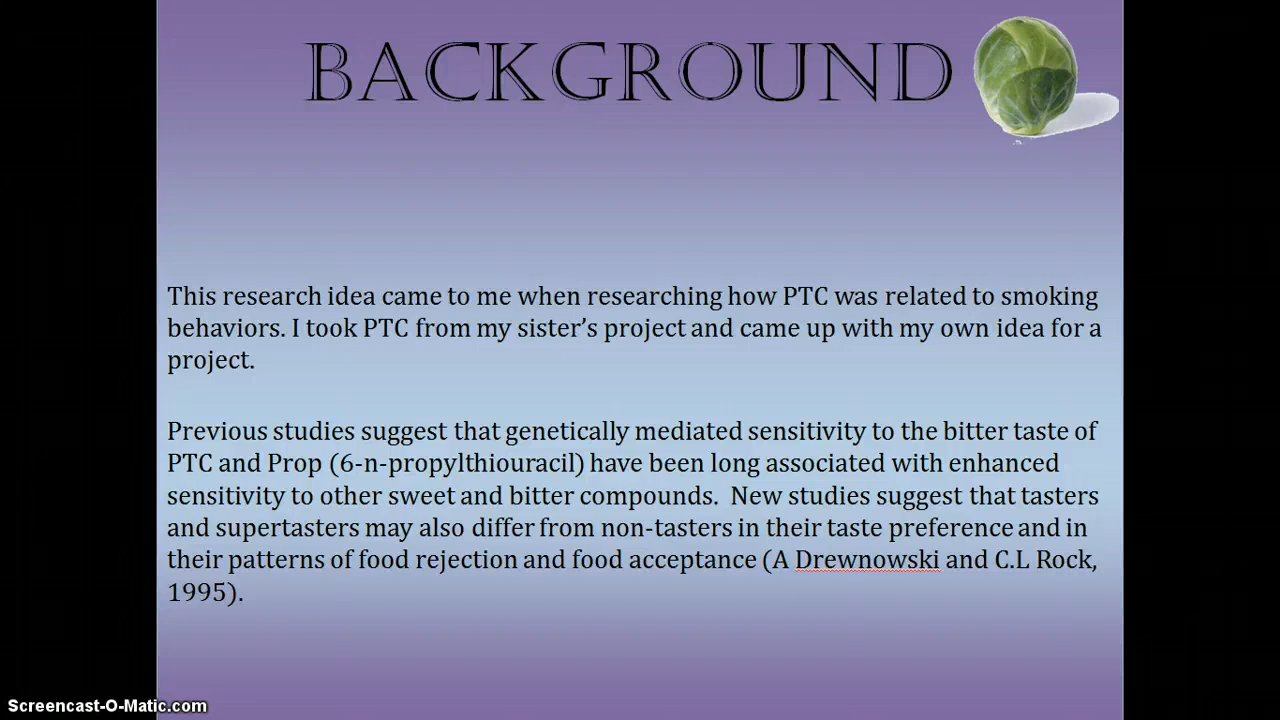 BACKGROUND
This research idea came to me when researching how PTC was related to smoking
behaviors. I took PTC from my sister’s project and came up with my own idea for a
project.
Previous studies suggest that genetically mediated sensitivity to the bitter taste of
PTC and Prop (6-n-propylthiouracil) have been long associated with enhanced
sensitivity to other sweet and bitter compounds.  New studies suggest that tasters
and supertasters may also differ from non-tasters in their taste preference and in
their patterns of food rejection and food acceptance (A Drewnowski and C.L Rock,
1995).
Screencast-O-Matic.com